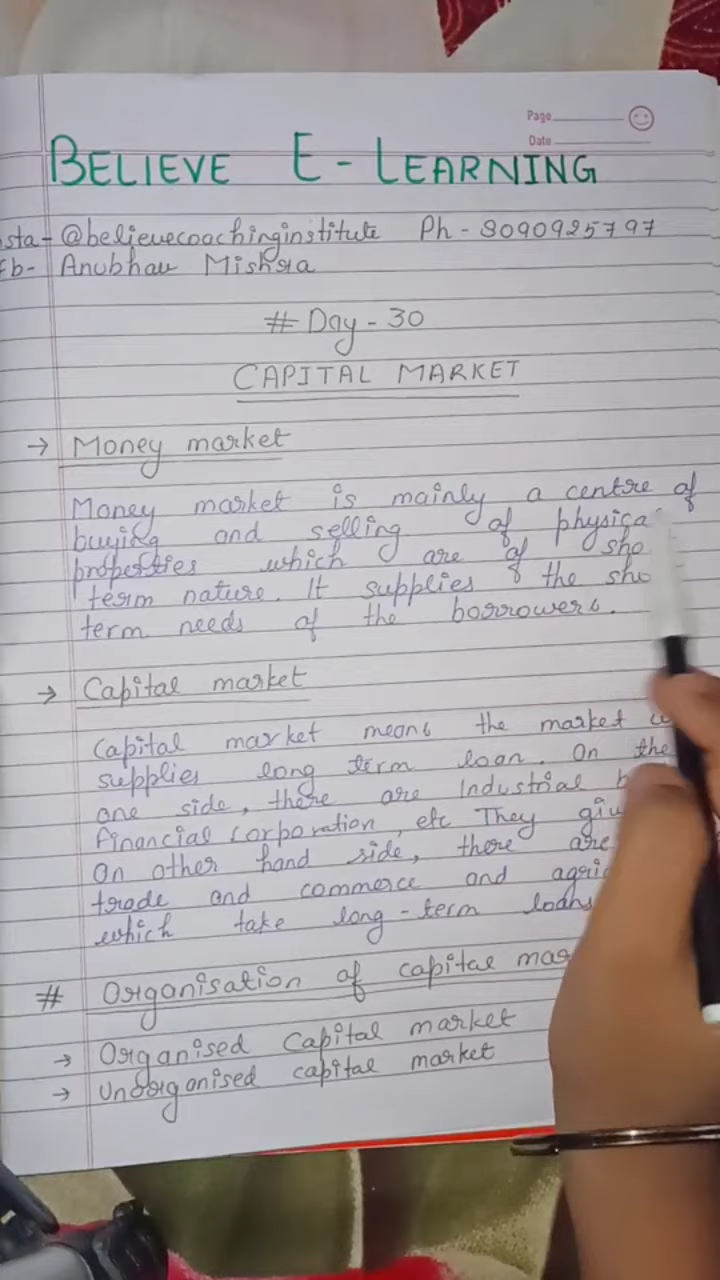 Page
Date
BELIEVE E-LEARNING
sta- @believecoachinginstitute Ph - 9090925797
Fb- Anubhav Mishra
# Day - 30
CAPITAL MARKET
→ Money market
Money market is mainly a centre of
buying and selling of physica
properties which are of sho
term nature. It supplies the sho
term needs of the borrowers.
→ Capital market
Capital market means the market w
supplies long term loan. On the
one side, there are Industrial b
financial corporation, etc They giv
On other hand side, there are
trade and commerce and agric
which take long-term loans
# Organisation of capital mar
→ Organised Capital market
→ Unorganised capital market